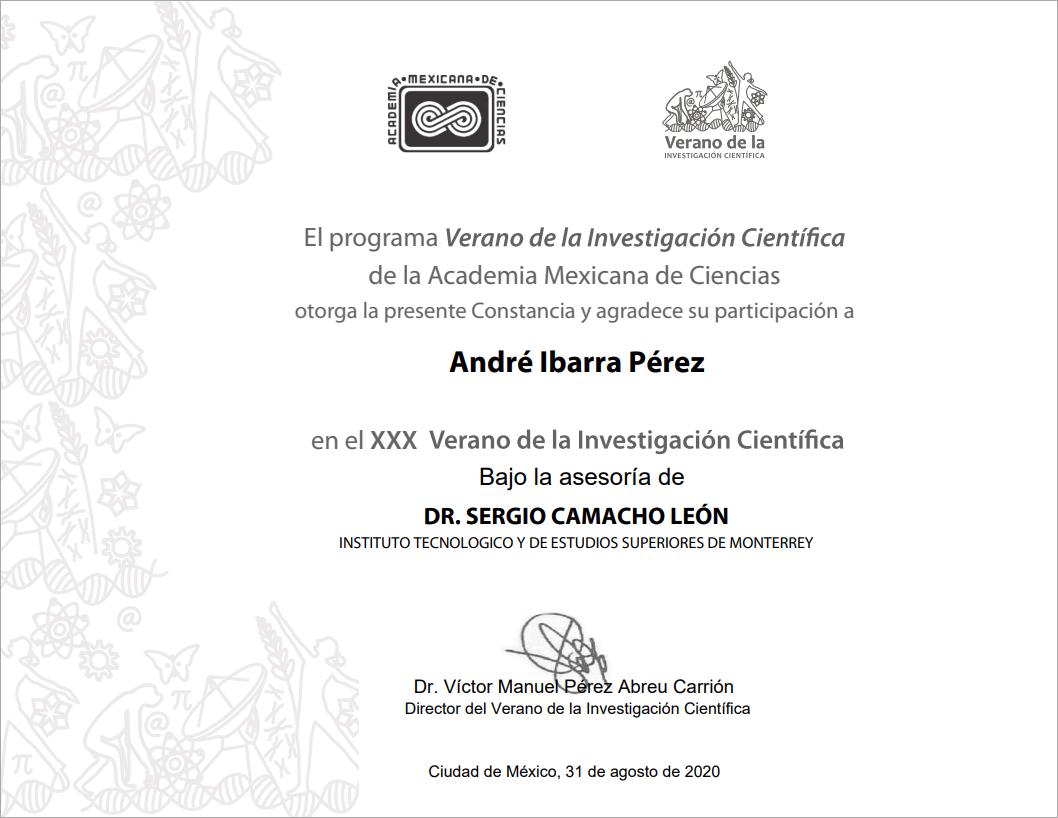 ACADEMIA•MEXICANA•DE•CIENCIAS
Verano de la
INVESTIGACIÓN CIENTÍFICA
El programa Verano de la Investigación Científica
de la Academia Mexicana de Ciencias
otorga la presente Constancia y agradece su participación a
André Ibarra Pérez
en el XXX Verano de la Investigación Científica
Bajo la asesoría de
DR. SERGIO CAMACHO LEÓN
INSTITUTO TECNOLOGICO Y DE ESTUDIOS SUPERIORES DE MONTERREY
Dr. Víctor Manuel Pérez Abreu Carrión
Director del Verano de la Investigación Científica
Ciudad de México, 31 de agosto de 2020